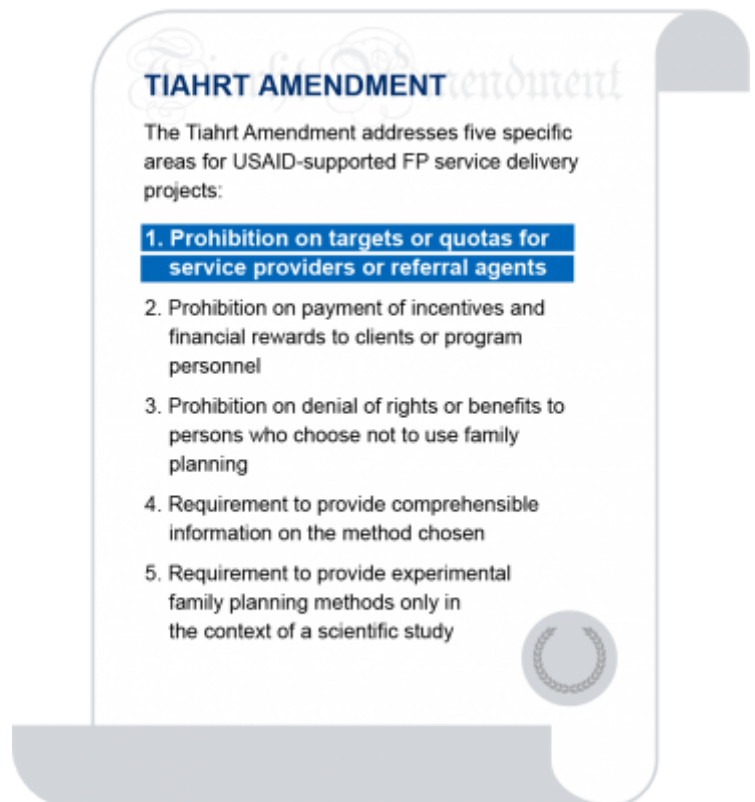 Tiahrt Amendment
TIAHRT AMENDMENT
The Tiahrt Amendment addresses five specific
areas for USAID-supported FP service delivery
projects:
1. Prohibition on targets or quotas for
service providers or referral agents
2. Prohibition on payment of incentives and
financial rewards to clients or program
personnel
3. Prohibition on denial of rights or benefits to
persons who choose not to use family
planning
4. Requirement to provide comprehensible
information on the method chosen
5. Requirement to provide experimental
family planning methods only in
the context of a scientific study